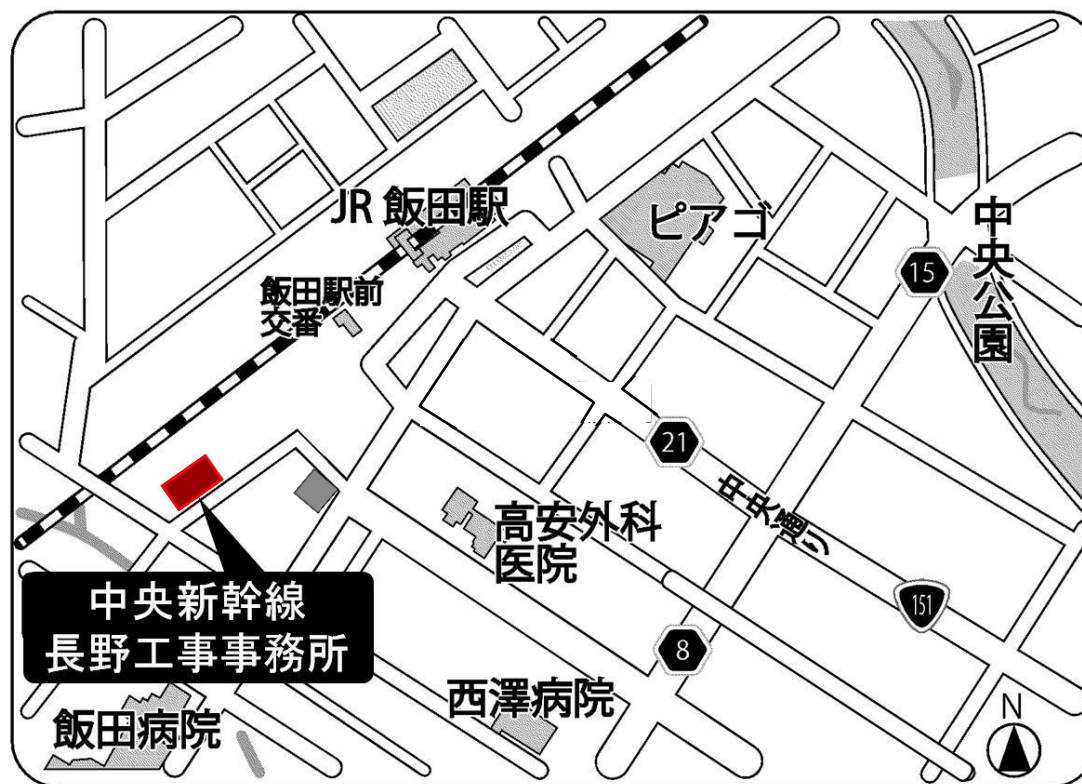 JR 飯田駅
ピアゴ
中央公園
15
飯田駅前
交番
21
中央通り
高安外科
医院
中央新幹線
長野工事事務所
151
8
西澤病院
飯田病院
N